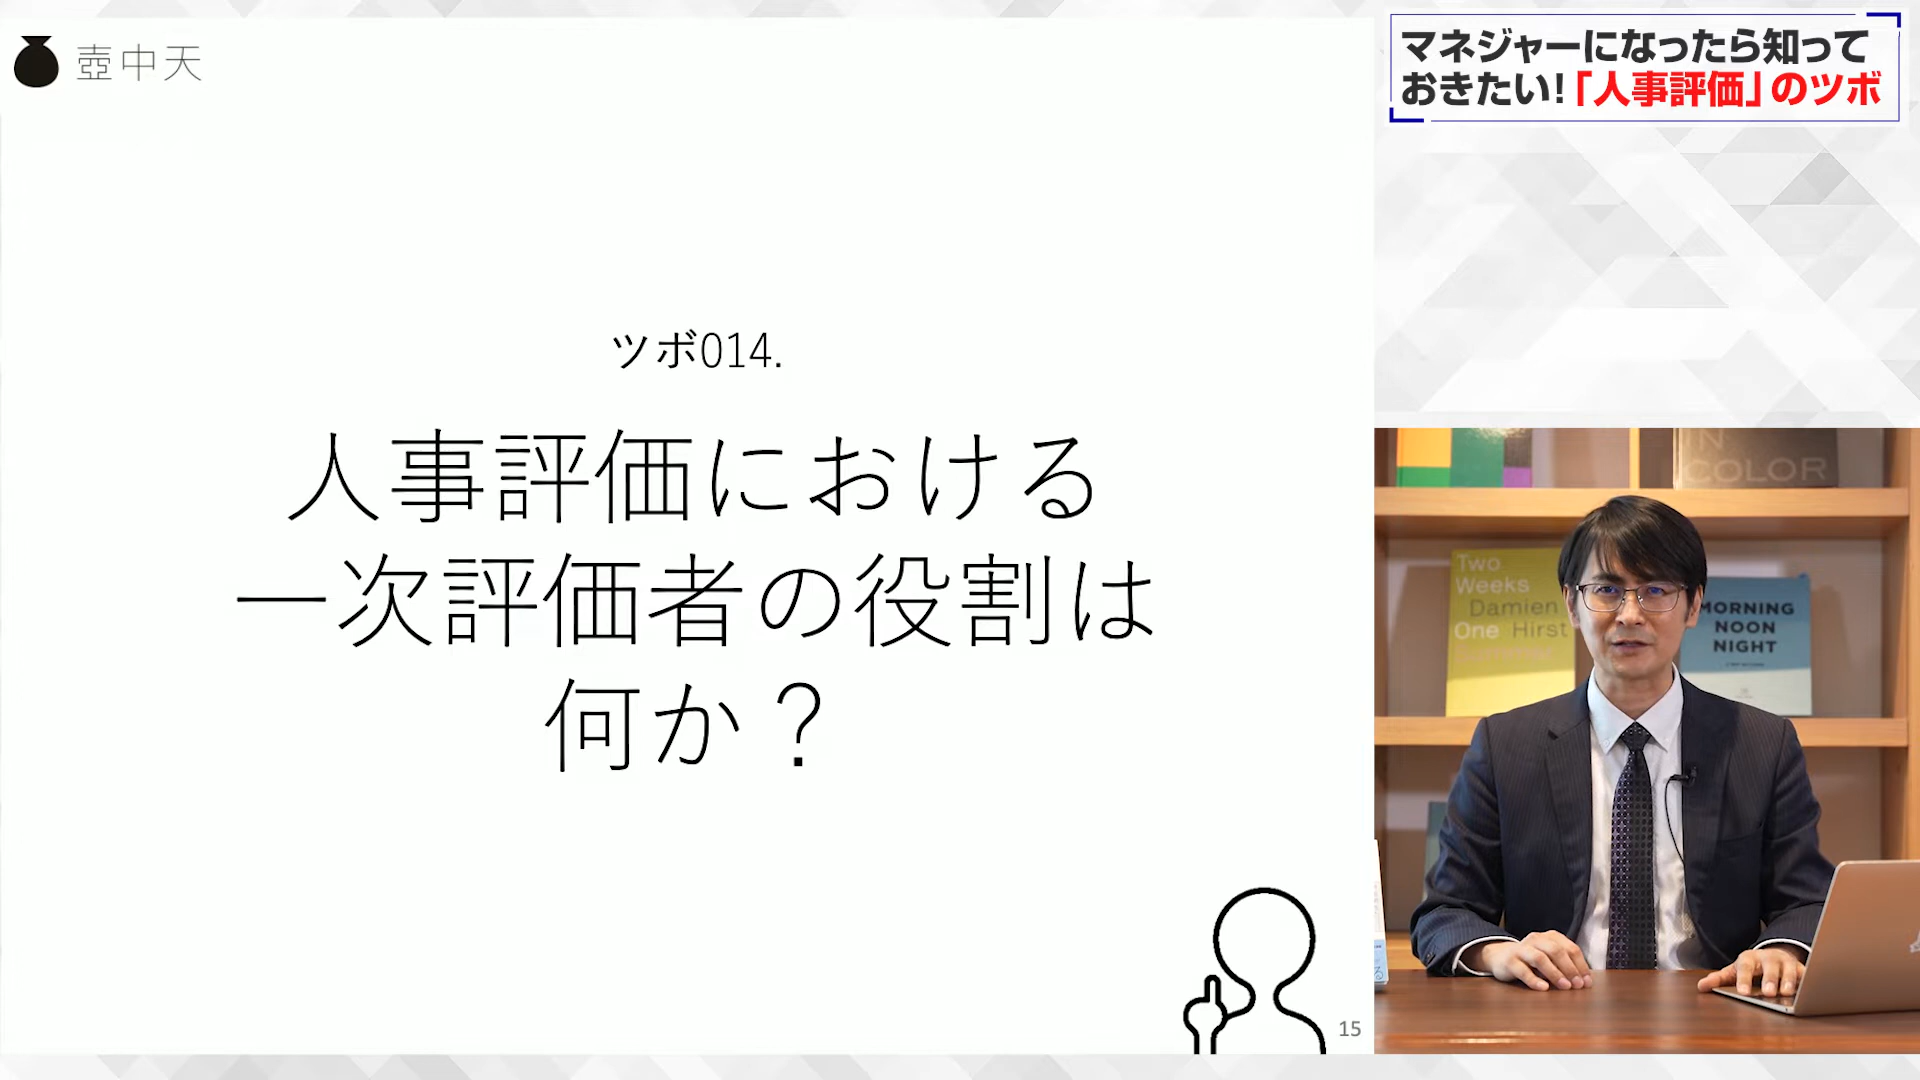 壺中天
マネジャーになったら知って
おきたい!「人事評価」のツボ
ツボ014.
人事評価における
一次評価者の役割は
何か？
15
IN
COLOR
Two
Weeks
Damien
One Hirst
Summer
MORNING
NOON
NIGHT
る